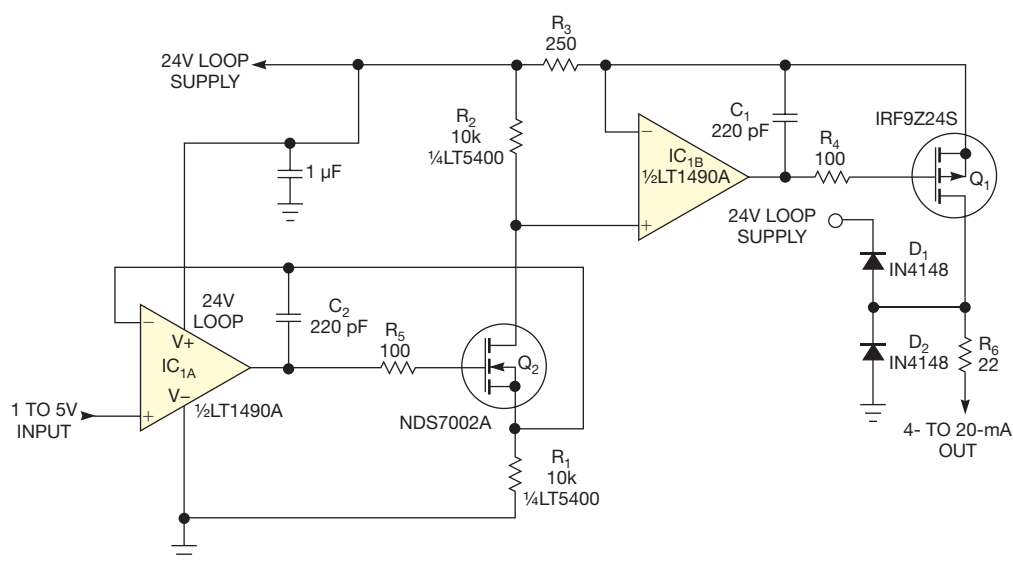 R3
250
24V LOOP
SUPPLY
R2
10k
¼LT5400
C1
220 pF
IRF9Z24S
R4
100
−
IC1B
½LT1490A
+
Q1
1 µF
24V LOOP
SUPPLY
D1
IN4148
24V
LOOP
C2
220 pF
R5
100
−
V+
IC1A
V−
+
½LT1490A
Q2
NDS7002A
D2
IN4148
R6
22
1 TO 5V
INPUT
4- TO 20-mA
OUT
R1
10k
¼LT5400